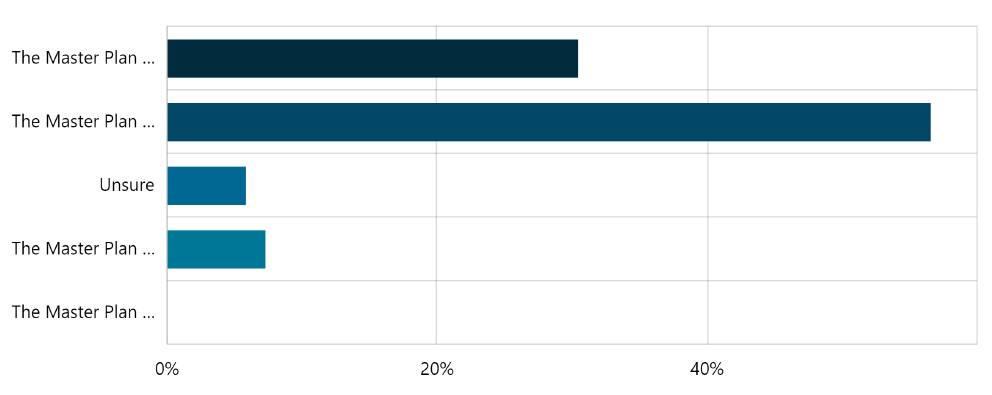 The Master Plan ...
The Master Plan ...
Unsure
The Master Plan ...
The Master Plan ...
0% 20% 40%